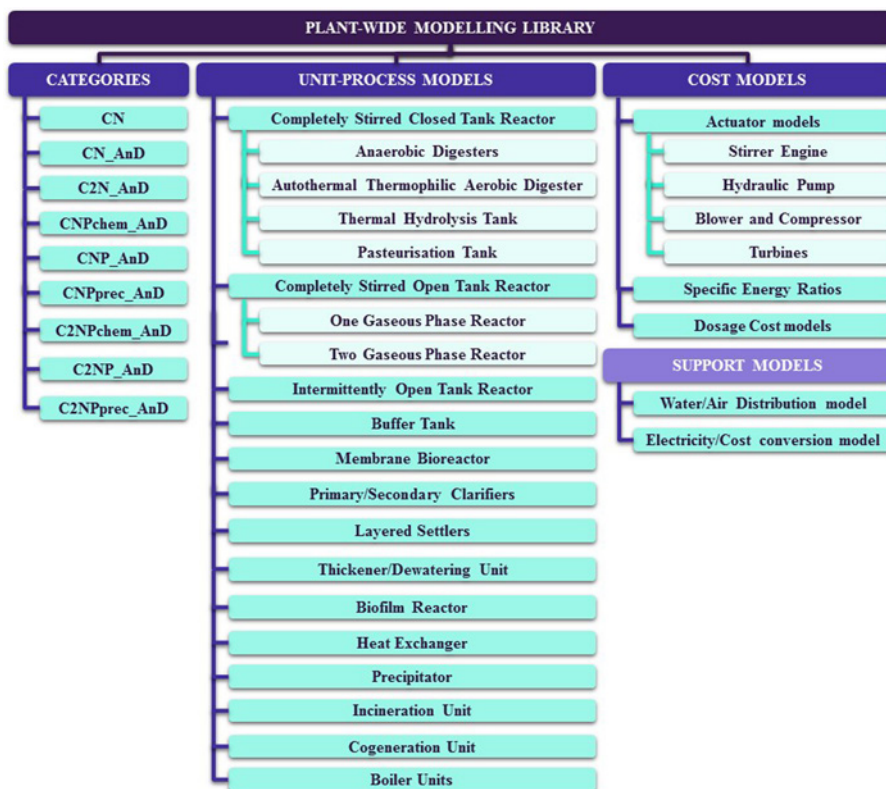 PLANT-WIDE MODELLING LIBRARY
CATEGORIES
CN
CN_AnD
C2N_AnD
CNPchem_AnD
CNP_AnD
CNPprec_AnD
C2NPchem_AnD
C2NP_AnD
C2NPprec_AnD
UNIT-PROCESS MODELS
Completely Stirred Closed Tank Reactor
Anaerobic Digesters
Autothermal Thermophilic Aerobic Digester
Thermal Hydrolysis Tank
Pasteurisation Tank
Completely Stirred Open Tank Reactor
One Gaseous Phase Reactor
Two Gaseous Phase Reactor
Intermittently Open Tank Reactor
Buffer Tank
Membrane Bioreactor
Primary/Secondary Clarifiers
Layered Settlers
Thickener/Dewatering Unit
Biofilm Reactor
Heat Exchanger
Precipitator
Incineration Unit
Cogeneration Unit
Boiler Units
COST MODELS
Actuator models
Stirrer Engine
Hydraulic Pump
Blower and Compressor
Turbines
Specific Energy Ratios
Dosage Cost models
SUPPORT MODELS
Water/Air Distribution model
Electricity/Cost conversion model